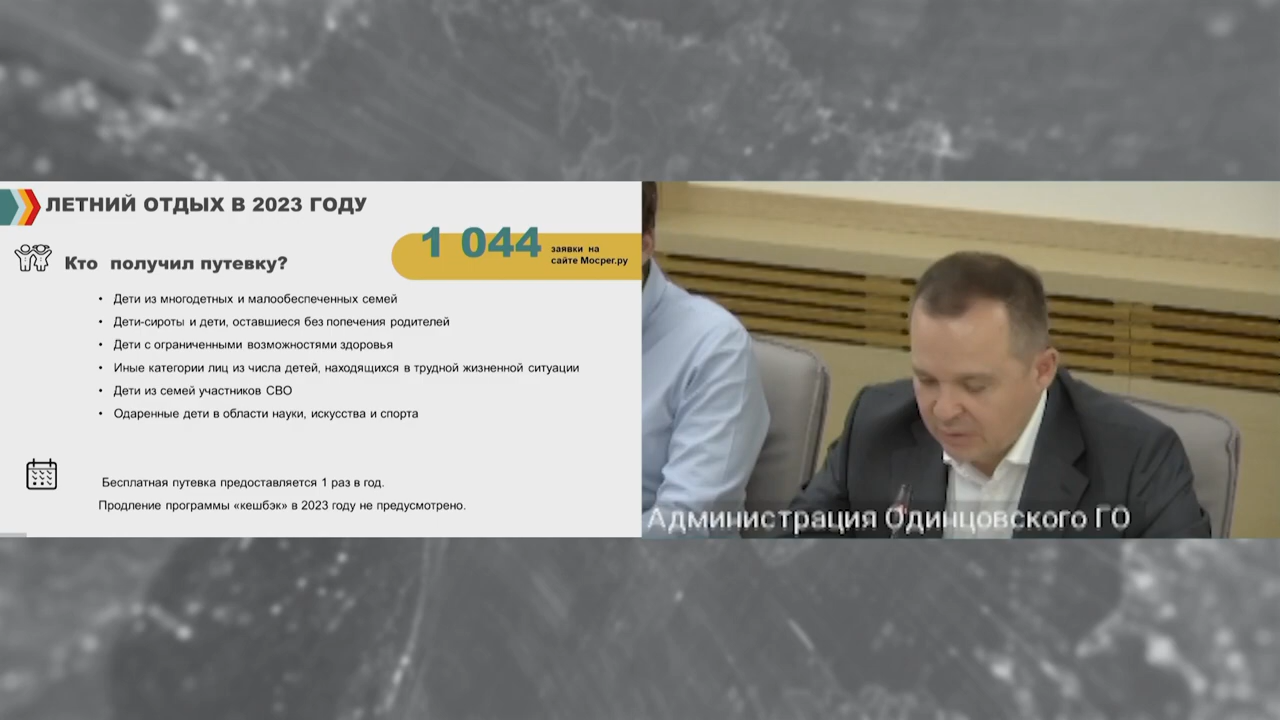 ЛЕТНИЙ ОТДЫХ В 2023 ГОДУ
1 044
заявки на
сайте Мосрег.ру
Кто получил путевку?
• Дети из многодетных и малообеспеченных семей
• Дети-сироты и дети, оставшиеся без попечения родителей
• Дети с ограниченными возможностями здоровья
• Иные категории лиц из числа детей, находящихся в трудной жизненной ситуации
• Дети из семей участников СВО
• Одаренные дети в области науки, искусства и спорта
Бесплатная путевка предоставляется 1 раз в год.
Продление программы «кешбэк» в 2023 году не предусмотрено.
Администрация Одинцовского ГО